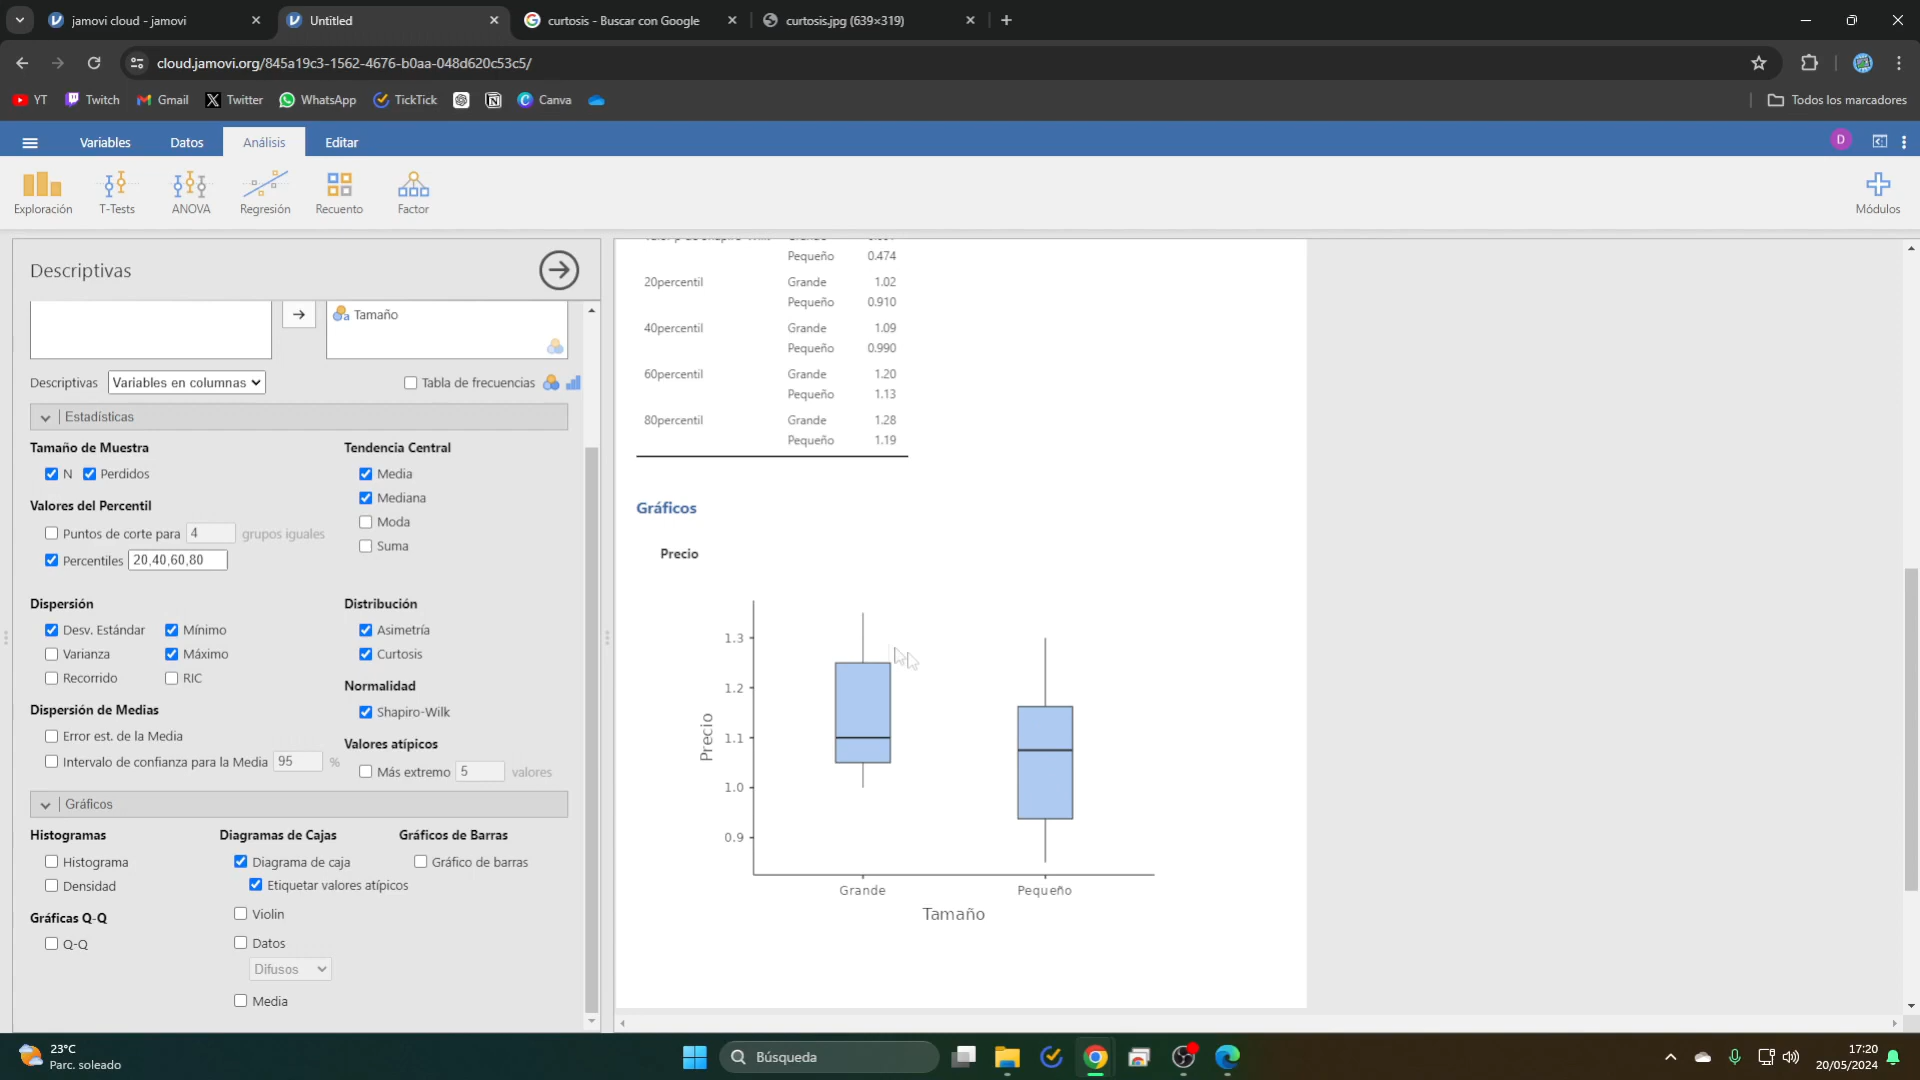 jamovi cloud - jamovi
Untitled
curtosis - Buscar con Google
curtosis.jpg (639×319)
cloud.jamovi.org/845a19c3-1562-4676-b0aa-048d620c53c5/
YT
Twitch
Gmail
Twitter
WhatsApp
TickTick
Canva
Todos los marcadores
Variables
Datos
Análisis
Editar
D
Exploración
T-Tests
ANOVA
Regresión
Recuento
Factor
Módulos
Descriptivas
Tamaño
Descriptivas
Variables en columnas
Tabla de frecuencias
Estadísticas
Tamaño de Muestra
N
Perdidos
Valores del Percentil
Puntos de corte para 4 grupos iguales
Percentiles 20,40,60,80
Tendencia Central
Media
Mediana
Moda
Suma
Dispersión
Desv. Estándar
Mínimo
Varianza
Máximo
Recorrido
RIC
Distribución
Asimetría
Curtosis
Normalidad
Shapiro-Wilk
Dispersión de Medias
Error est. de la Media
Intervalo de confianza para la Media 95 %
Valores atípicos
Más extremo 5 valores
Gráficos
Histogramas
Histograma
Densidad
Gráficas Q-Q
Q-Q
Diagramas de Cajas
Diagrama de caja
Etiquetar valores atípicos
Violin
Datos
Difusos
Media
Gráficos de Barras
Gráfico de barras
Pequeño 0.474
20percentil Grande 1.02
Pequeño 0.910
40percentil Grande 1.09
Pequeño 0.990
60percentil Grande 1.20
Pequeño 1.13
80percentil Grande 1.28
Pequeño 1.19
Gráficos
Precio
1.3
1.2
1.1
1.0
0.9
Precio
Grande
Pequeño
Tamaño
23°C
Parc. soleado
Búsqueda
17:20
20/05/2024